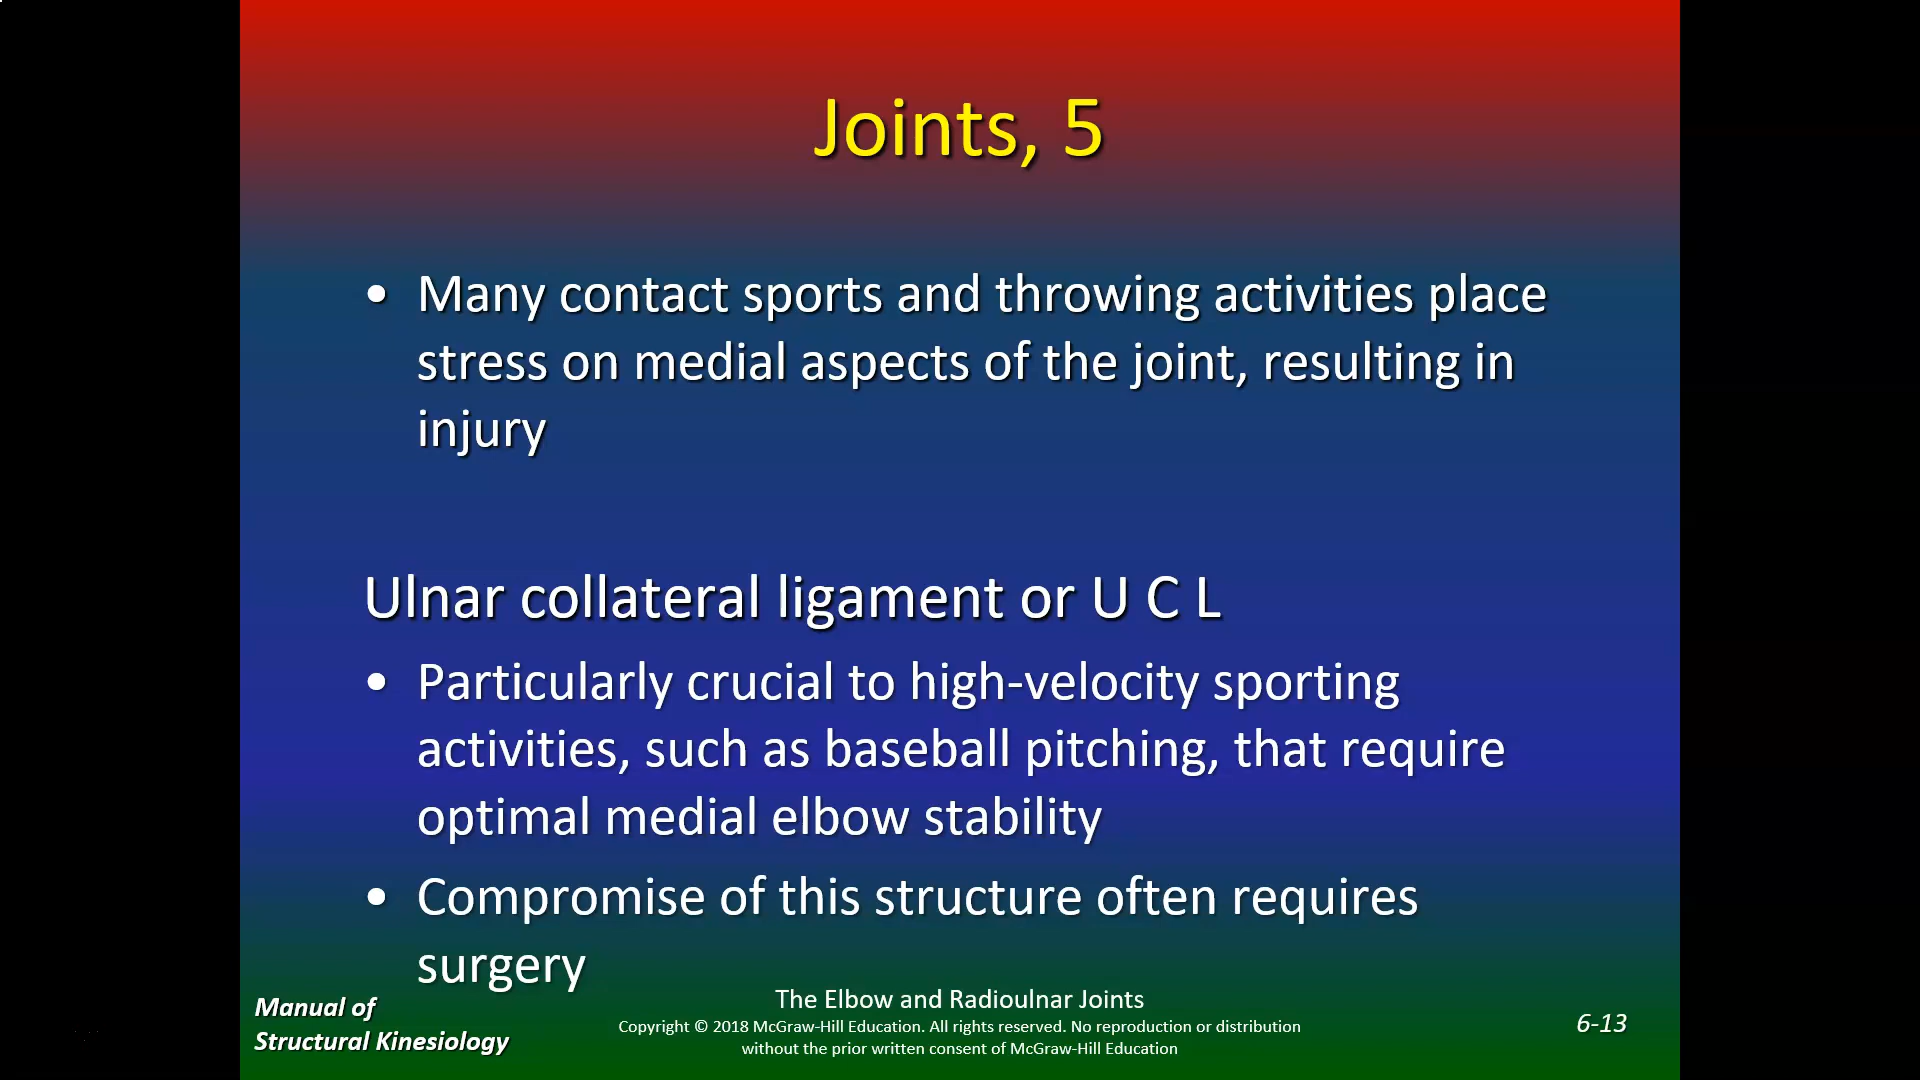 Joints, 5
• Many contact sports and throwing activities place
stress on medial aspects of the joint, resulting in
injury
Ulnar collateral ligament or U C L
• Particularly crucial to high-velocity sporting
activities, such as baseball pitching, that require
optimal medial elbow stability
• Compromise of this structure often requires
surgery
Manual of
Structural Kinesiology
The Elbow and Radioulnar Joints
Copyright © 2018 McGraw-Hill Education. All rights reserved. No reproduction or distribution
without the prior written consent of McGraw-Hill Education
6-13